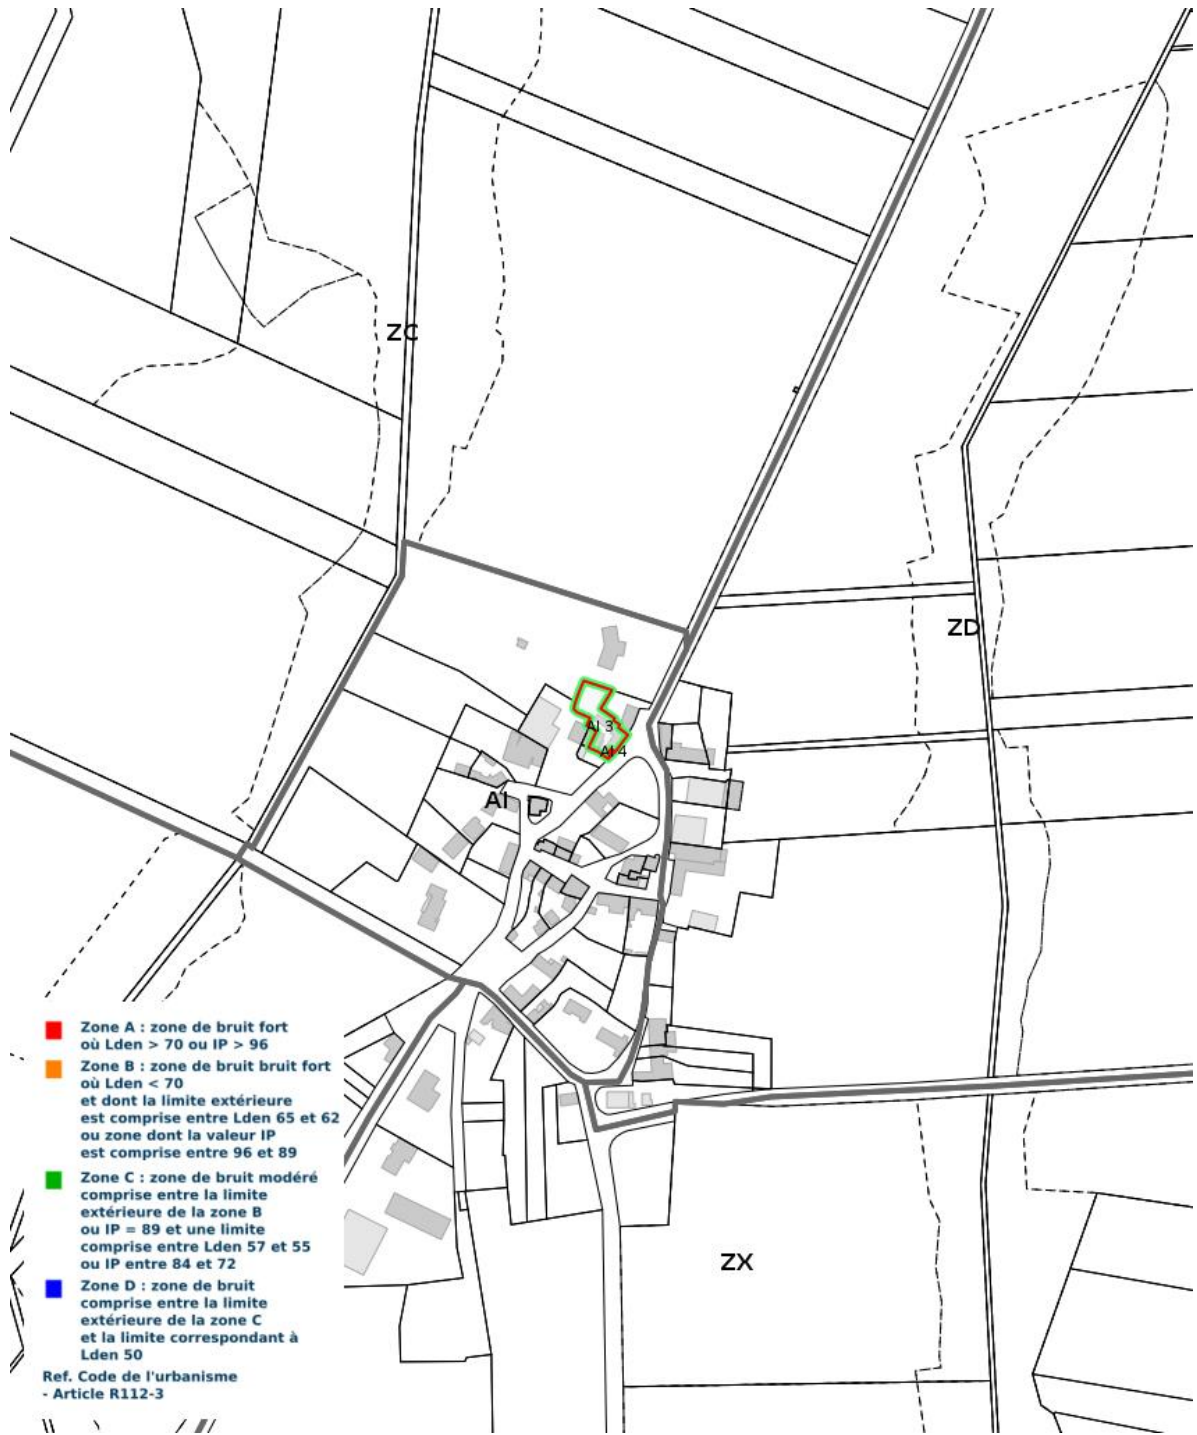 ZC
ZD
AI 3
AI 4
AI
ZX
Zone A : zone de bruit fort
où Lden > 70 ou IP > 96
Zone B : zone de bruit bruit fort
où Lden < 70
et dont la limite extérieure
est comprise entre Lden 65 et 62
ou zone dont la valeur IP
est comprise entre 96 et 89
Zone C : zone de bruit modéré
comprise entre la limite
extérieure de la zone B
ou IP = 89 et une limite
comprise entre Lden 57 et 55
ou IP entre 84 et 72
Zone D : zone de bruit
comprise entre la limite
extérieure de la zone C
et la limite correspondant à
Lden 50
Ref. Code de l'urbanisme
- Article R112-3